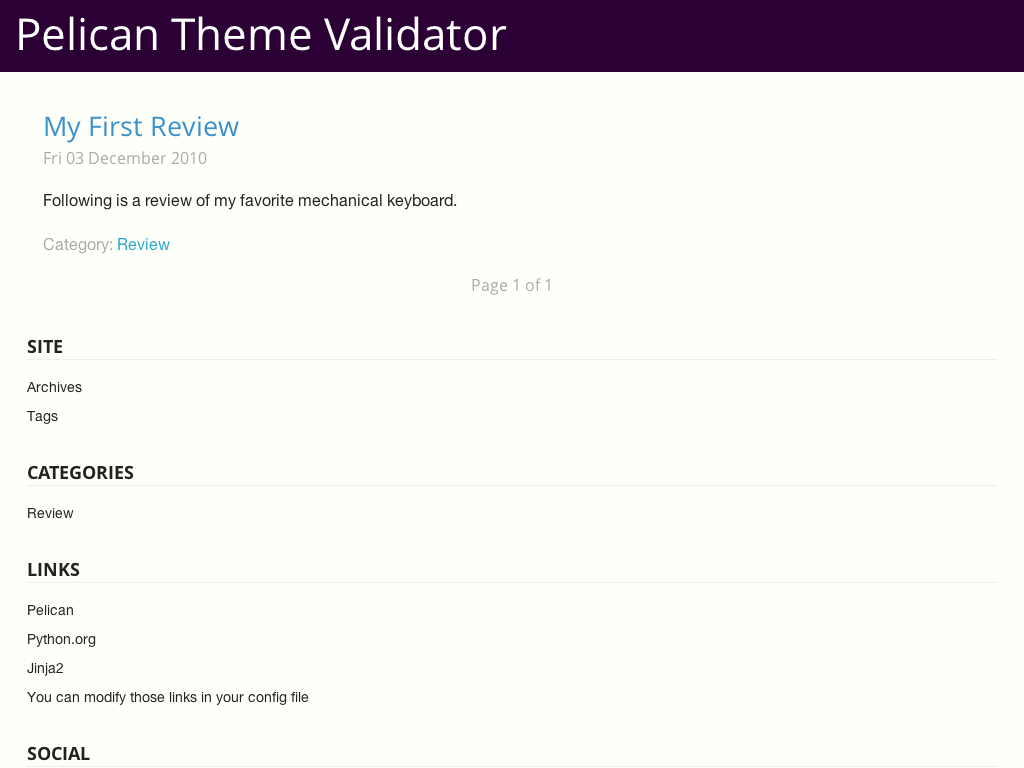 Pelican Theme Validator
My First Review
Fri 03 December 2010
Following is a review of my favorite mechanical keyboard.
Category: Review
Page 1 of 1
SITE
Archives
Tags
CATEGORIES
Review
LINKS
Pelican
Python.org
Jinja2
You can modify those links in your config file
SOCIAL